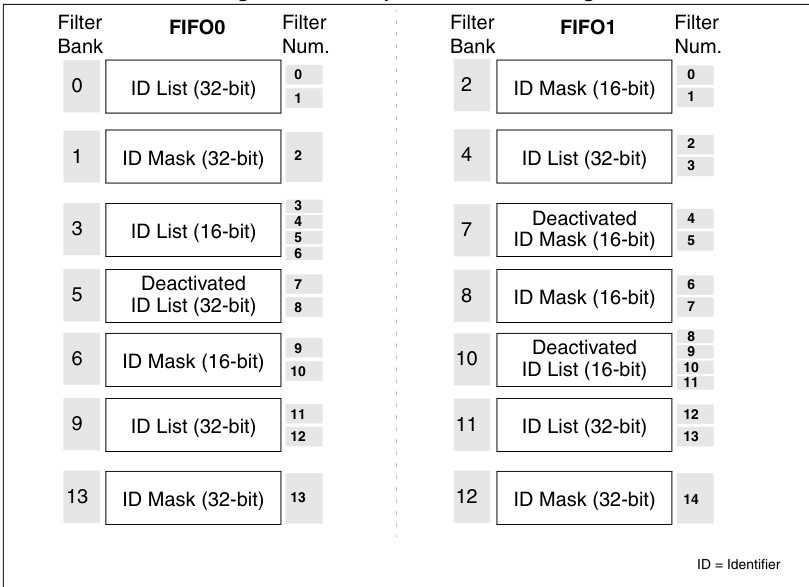 Filter Bank
FIFO0
Filter Num.
0
ID List (32-bit)
0
1
1
ID Mask (32-bit)
2
3
ID List (16-bit)
3
4
5
6
5
Deactivated
ID List (32-bit)
7
8
6
ID Mask (16-bit)
9
10
9
ID List (32-bit)
11
12
13
ID Mask (32-bit)
13
Filter Bank
FIFO1
Filter Num.
2
ID Mask (16-bit)
0
1
4
ID List (32-bit)
2
3
7
Deactivated
ID Mask (16-bit)
4
5
8
ID Mask (16-bit)
6
7
10
Deactivated
ID List (16-bit)
8
9
10
11
11
ID List (32-bit)
12
13
12
ID Mask (32-bit)
14
ID = Identifier